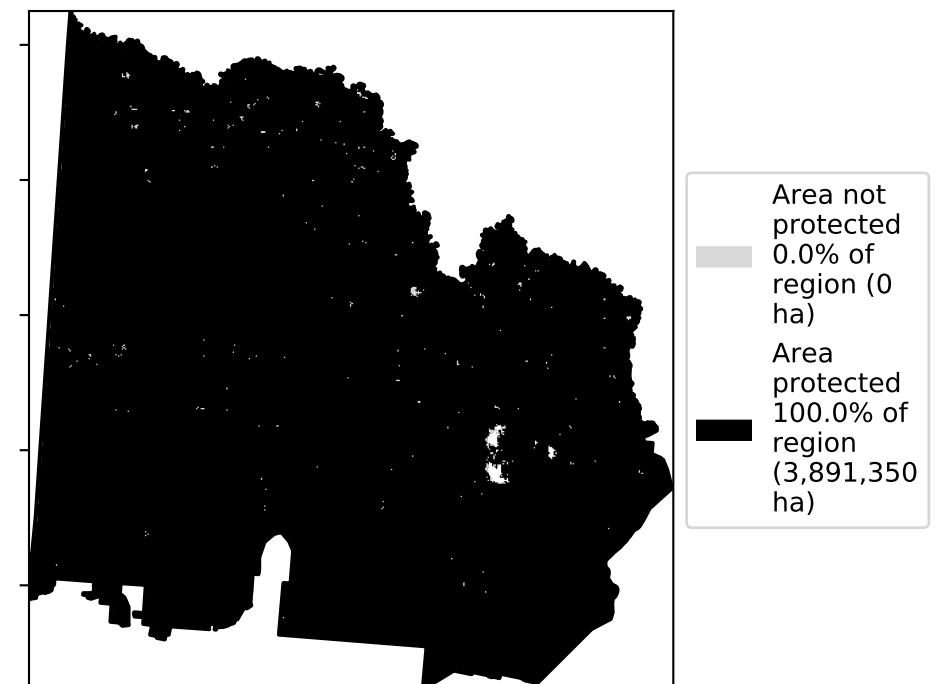 Area not
protected
0.0% of
region (0
ha)
Area
protected
100.0% of
region
(3,891,350
ha)